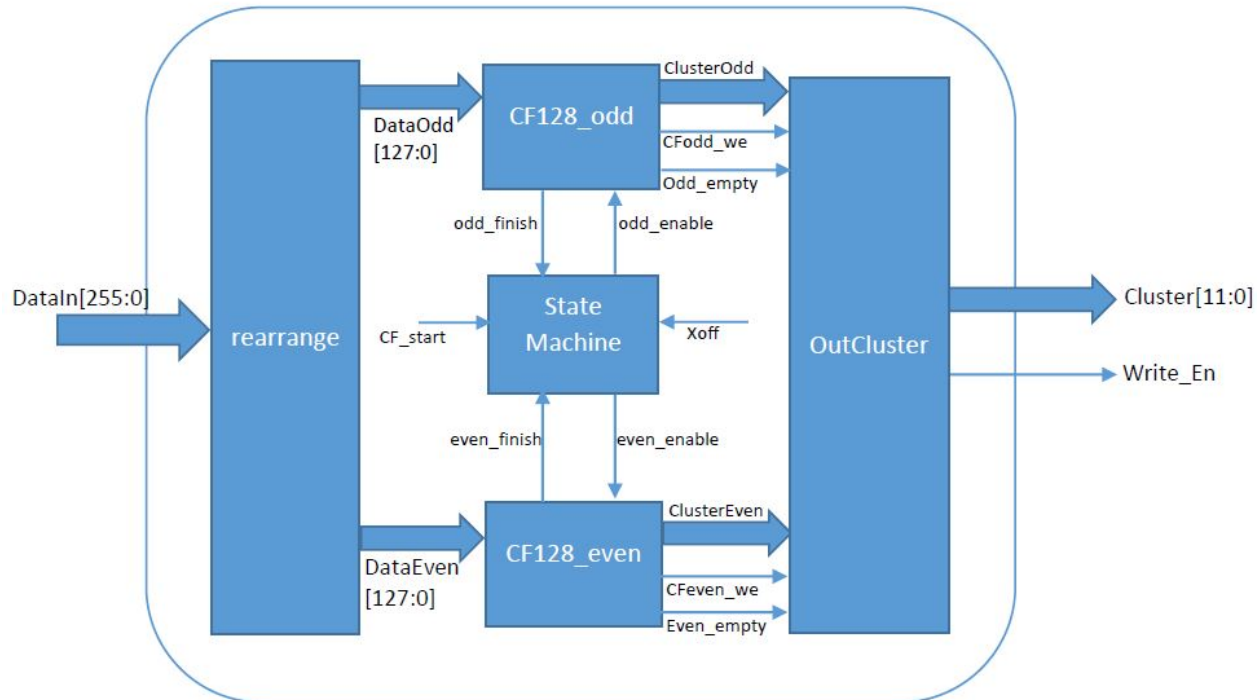 ClusterOdd
CF128_odd
DataOdd
[127:0]
CFodd_we
Odd_empty
odd_finish
odd_enable
DataIn[255:0]
rearrange
State
Machine
CF_start
Xoff
OutCluster
Cluster[11:0]
Write_En
even_finish
even_enable
ClusterEven
CF128_even
DataEven
[127:0]
CFeven_we
Even_empty